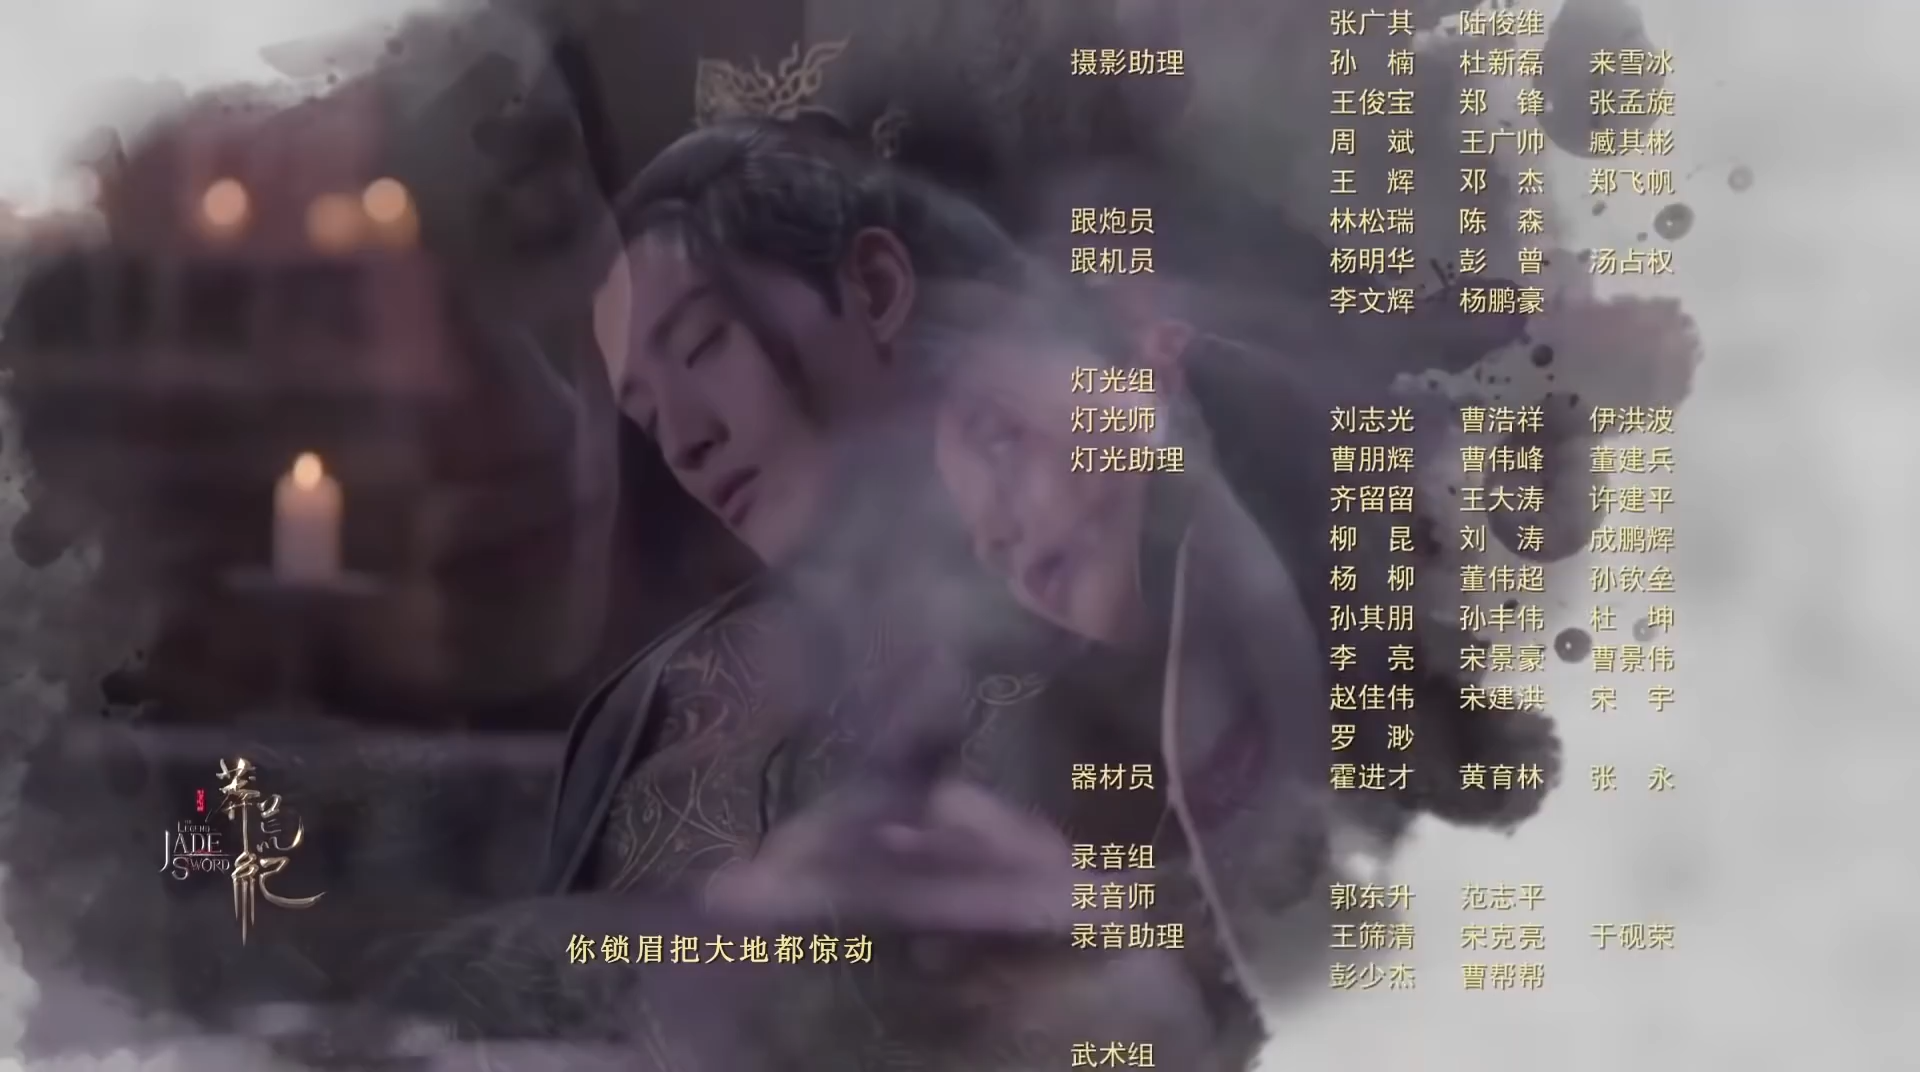 张广其 陆俊维
摄影助理 孙楠 杜新磊 来雪冰
王俊宝 郑锋 张孟旋
周斌 王广帅 臧其彬
王辉 邓杰 郑飞帆
跟炮员 林松瑞 陈森
跟机员 杨明华 彭曾 汤占权
李文辉 杨鹏豪
灯光组
灯光师 刘志光 曹浩祥 伊洪波
灯光助理 曹朋辉 曹伟峰 董建兵
齐留留 王大涛 许建平
柳昆 刘涛 成鹏辉
杨柳 董伟超 孙钦垒
孙其朋 孙丰伟 杜坤
李亮 宋景豪 曹景伟
赵佳伟 宋建洪 宋宇
罗渺
器材员 霍进才 黄育林 张永
录音组
录音师 郭东升 范志平
录音助理 王筛清 宋克亮 于砚荣
彭少杰 曹帮帮
武术组
莽荒纪
THE LEGEND OF
JADE
SWORD
你锁眉把大地都惊动